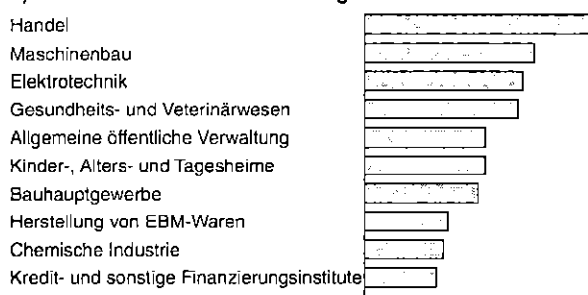 Handel
Maschinenbau
Elektrotechnik
Gesundheits- und Veterinärwesen
Allgemeine öffentliche Verwaltung
Kinder-, Alters- und Tagesheime
Bauhauptgewerbe
Herstellung von EBM-Waren
Chemische Industrie
Kredit- und sonstige Finanzierungsinstitute